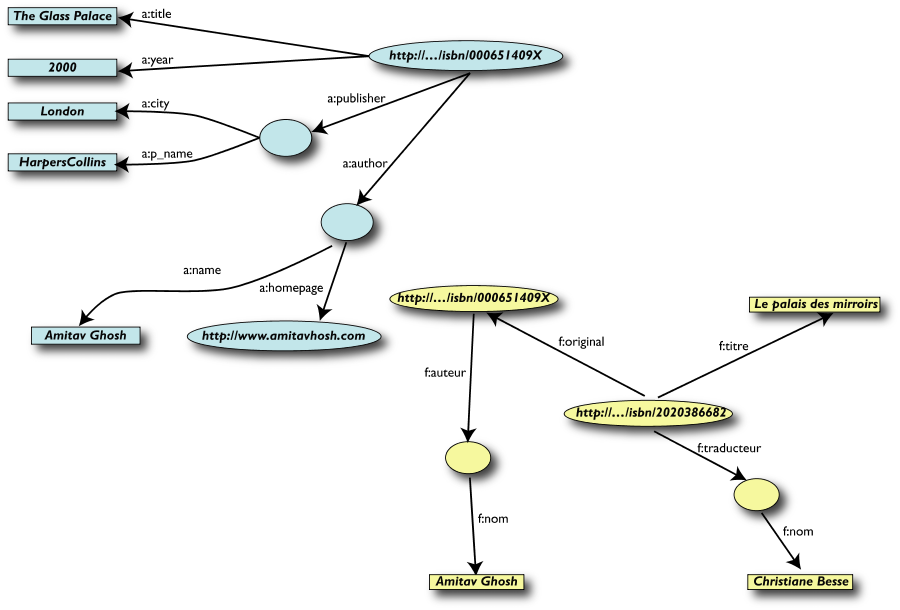 The Glass Palace
a:title
http://.../isbn/000651409X
2000
a:year
London
a:city
a:publisher
HarpersCollins
a:p_name
a:author
a:name
a:homepage
Amitav Ghosh
http://www.amitavhosh.com
http://.../isbn/000651409X
Le palais des mirroirs
f:original
f:titre
f:auteur
http://.../isbn/2020386682
f:traducteur
f:nom
f:nom
Amitav Ghosh
Christiane Besse